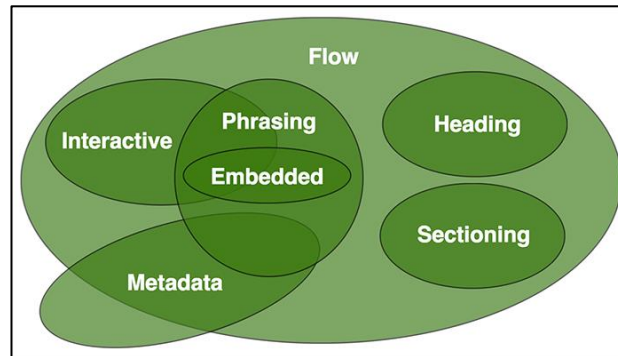 Flow
Interactive
Phrasing
Heading
Embedded
Sectioning
Metadata